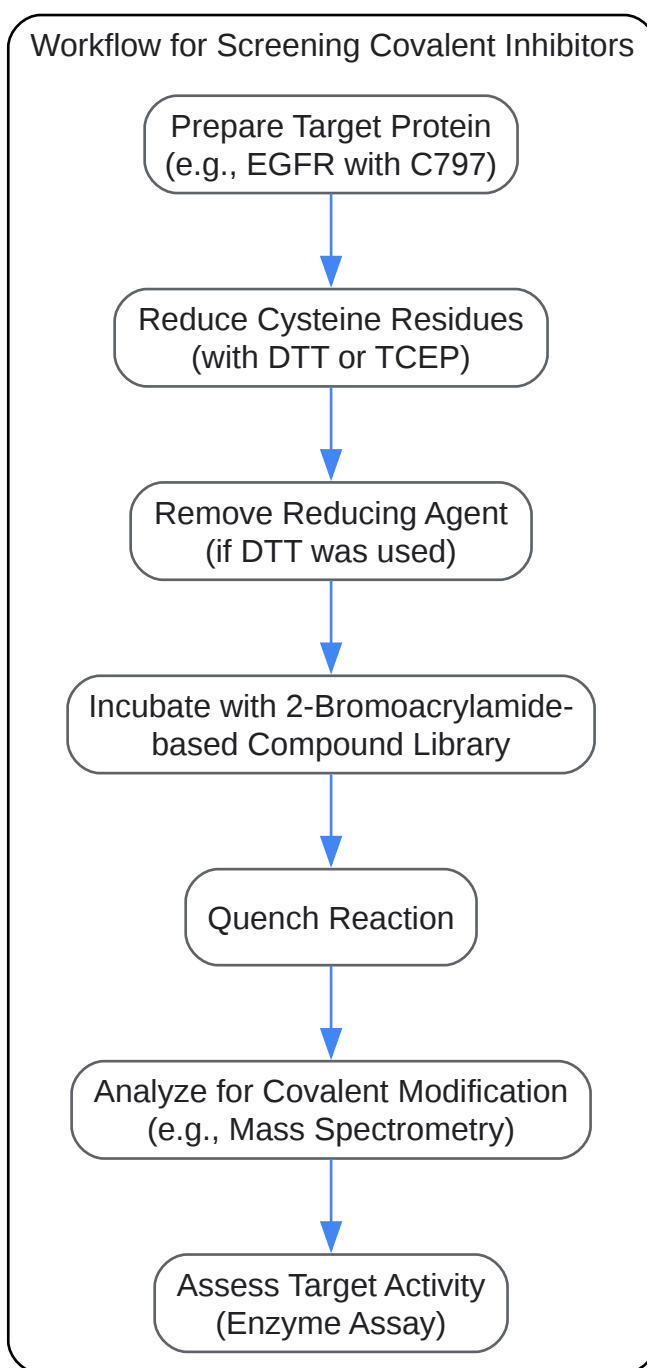 Workflow for Screening Covalent Inhibitors
Prepare Target Protein
(e.g., EGFR with C797)
Reduce Cysteine Residues
(with DTT or TCEP)
Remove Reducing Agent
(if DTT was used)
Incubate with 2-Bromoacrylamide-
based Compound Library
Quench Reaction
Analyze for Covalent Modification
(e.g., Mass Spectrometry)
Assess Target Activity
(Enzyme Assay)